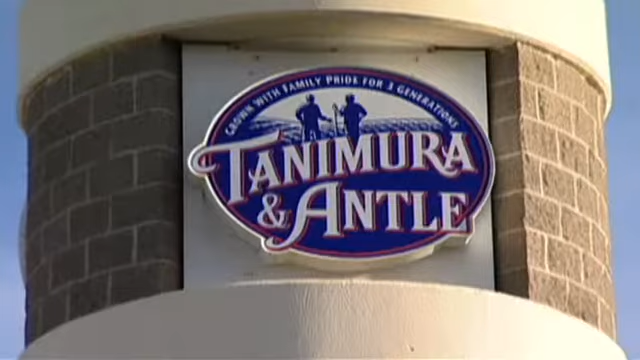 GROWN WITH FAMILY PRIDE FOR 3 GENERATIONS
TANIMURA
& ANTLE